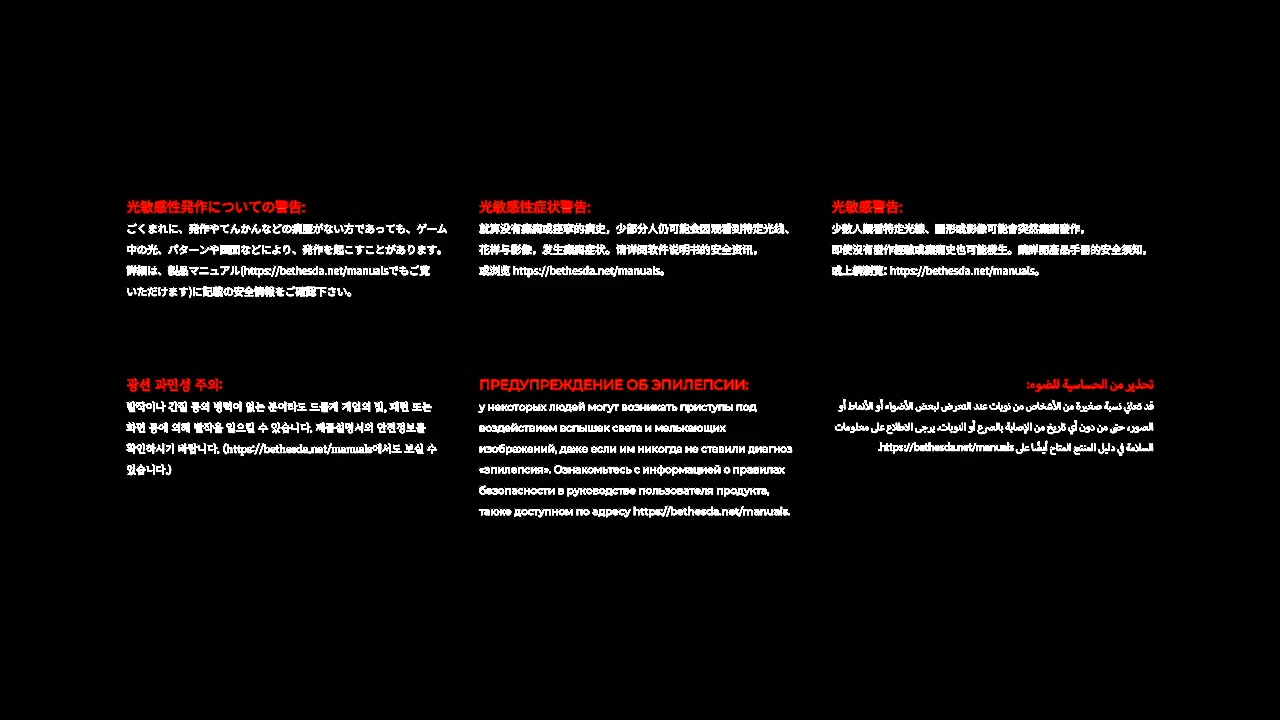 光敏感性発作についての警告:
ごくまれに、発作やてんかんなどの病歴がない方であっても、ゲーム
中の光、パターンや画面などにより、発作を起こすことがあります。
詳細は、製品マニュアル(https://bethesda.net/manualsでもご覧
いただけます)に記載の安全情報をご確認下さい。
光敏感性症状警告:
就算没有癫痫或痉挛的病史，少部分人仍可能会因观看到特定光线、
花样与影像，发生癫痫症状。请详阅软件说明书的安全资讯，
或浏览 https://bethesda.net/manuals。
光敏感警告:
少數人觀看特定光線、圖形或影像可能會突然癲癇發作，
即使沒有發作經驗或癲癇史也可能發生。請詳閱產品手冊的安全須知，
或上網瀏覽: https://bethesda.net/manuals。
광선 과민성 주의:
발작이나 간질 등의 병력이 없는 분이라도 드물게 게임의 빛, 패턴 또는
화면 등에 의해 발작을 일으킬 수 있습니다. 제품설명서의 안전정보를
확인하시기 바랍니다. (https://bethesda.net/manuals에서도 보실 수
있습니다.)
ПРЕДУПРЕЖДЕНИЕ ОБ ЭПИЛЕПСИИ:
у некоторых людей могут возникать приступы под
воздействием вспышек света и мелькающих
изображений, даже если им никогда не ставили диагноз
«эпилепсия». Ознакомьтесь с информацией о правилах
безопасности в руководстве пользователя продукта,
также доступном по адресу https://bethesda.net/manuals.
تحذير من الحساسية للضوء:
قد تعاني نسبة صغيرة من الأشخاص من نوبات عند التعرض لبعض الأضواء أو الأنماط أو
الصور، حتى من دون أي تاريخ من الإصابة بالصرع أو النوبات. يرجى الاطلاع على معلومات
السلامة في دليل المنتج المتاح أيضًا على https://bethesda.net/manuals.